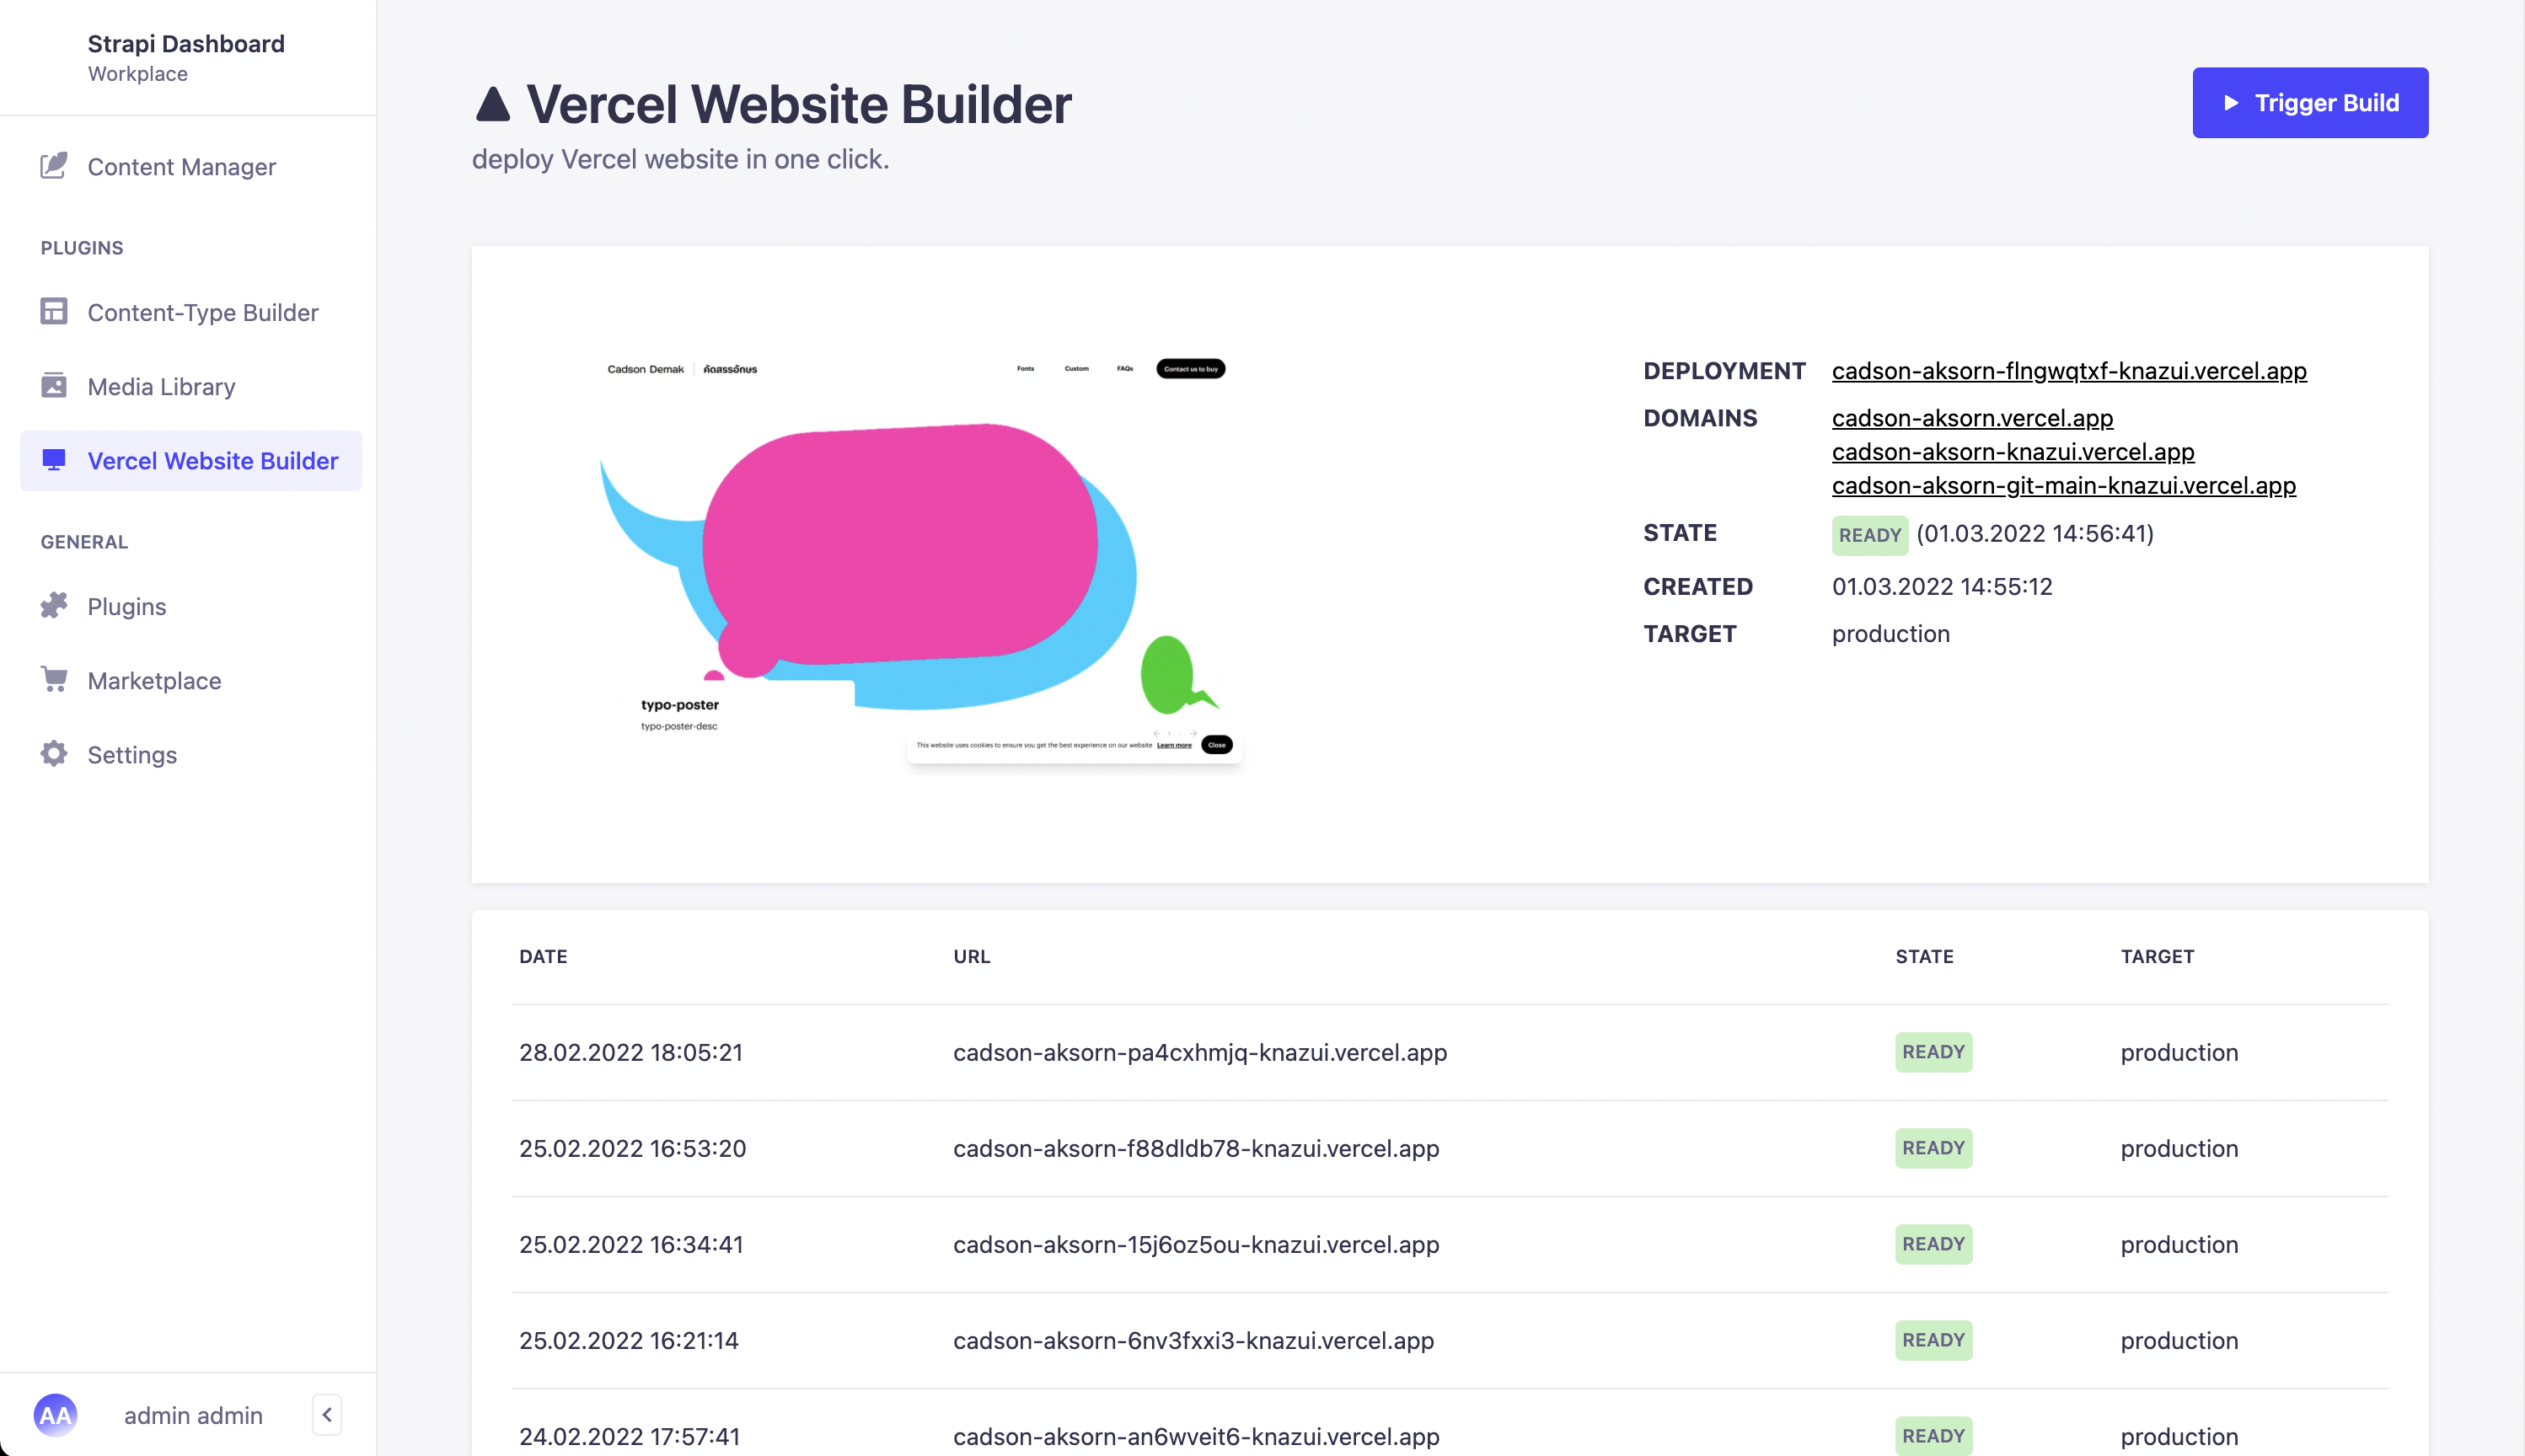 Strapi Dashboard
Workplace
Content Manager
PLUGINS
Content-Type Builder
Media Library
Vercel Website Builder
GENERAL
Plugins
Marketplace
Settings
AA admin admin
Vercel Website Builder
deploy Vercel website in one click.
Trigger Build
Cadson Demak คัดสรรดีมาก Fonts Custom FAQs Contact us to buy
typo-poster
typo-poster-desc
1
This website uses cookies to ensure you get the best experience on our website Learn more Close
DEPLOYMENT cadson-aksorn-flngwqtxf-knazui.vercel.app
DOMAINS cadson-aksorn.vercel.app
cadson-aksorn-knazui.vercel.app
cadson-aksorn-git-main-knazui.vercel.app
STATE READY (01.03.2022 14:56:41)
CREATED 01.03.2022 14:55:12
TARGET production
DATE URL STATE TARGET
28.02.2022 18:05:21 cadson-aksorn-pa4cxhmjq-knazui.vercel.app READY production
25.02.2022 16:53:20 cadson-aksorn-f88dldb78-knazui.vercel.app READY production
25.02.2022 16:34:41 cadson-aksorn-15j6oz5ou-knazui.vercel.app READY production
25.02.2022 16:21:14 cadson-aksorn-6nv3fxxi3-knazui.vercel.app READY production
24.02.2022 17:57:41 cadson-aksorn-an6wveit6-knazui.vercel.app READY production